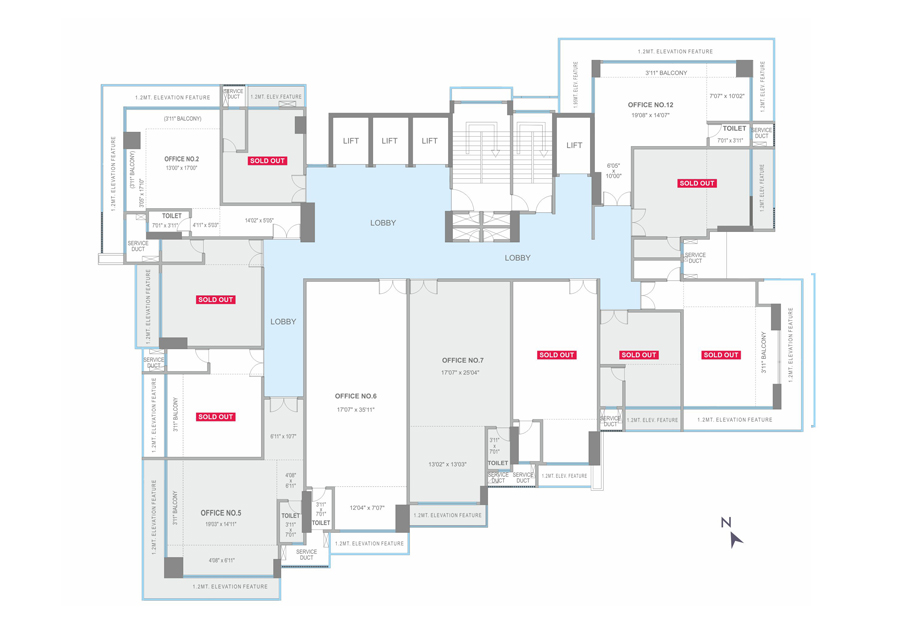 1.2MT. ELEVATION FEATURE
3'11" BALCONY
1.2MT. ELEV. FEATURE
7'07" x 10'02"
OFFICE NO.12
19'08" x 14'07"
TOILET
7'01" x 3'11"
SERVICE
DUCT
1.2MT. ELEVATION FEATURE
SERVICE
DUCT
1.2MT. ELEV. FEATURE
(3'11" BALCONY)
1.2MT. ELEVATION FEATURE
LIFT
LIFT
LIFT
LIFT
OFFICE NO.2
13'00" x 17'00"
SOLD OUT
(3'11" BALCONY)
3'05" x 17'10"
6'05"
x
10'00"
SOLD OUT
1.2MT. ELEV. FEATURE
TOILET
7'01" x 3'11"
4'11" x 5'03"
14'02" x 5'05"
LOBBY
SERVICE
DUCT
LOBBY
SERVICE
DUCT
1.2MT. ELEVATION FEATURE
SOLD OUT
LOBBY
SERVICE
DUCT
OFFICE NO.7
17'07" x 25'04"
SOLD OUT
SOLD OUT
SOLD OUT
3'11" BALCONY
1.2MT. ELEVATION FEATURE
OFFICE NO.6
17'07" x 35'11"
1.2MT. ELEVATION FEATURE
3'11" BALCONY
SOLD OUT
SERVICE
DUCT
1.2MT. ELEV. FEATURE
1.2MT. ELEVATION FEATURE
6'11" x 10'7"
3'11"
x
7'01"
TOILET
13'02" x 13'03"
4'08"
x
6'11"
SERVICE
DUCT
SERVICE
DUCT
1.2MT. ELEV. FEATURE
1.2MT. ELEVATION FEATURE
3'11" BALCONY
OFFICE NO.5
18'03" x 14'11"
TOILET
3'11"
x
7'01"
3'11"
x
7'01"
TOILET
12'04" x 7'07"
1.2MT. ELEVATION FEATURE
SERVICE
DUCT
1.2MT. ELEVATION FEATURE
4'08" x 6'11"
1.2MT. ELEVATION FEATURE
N